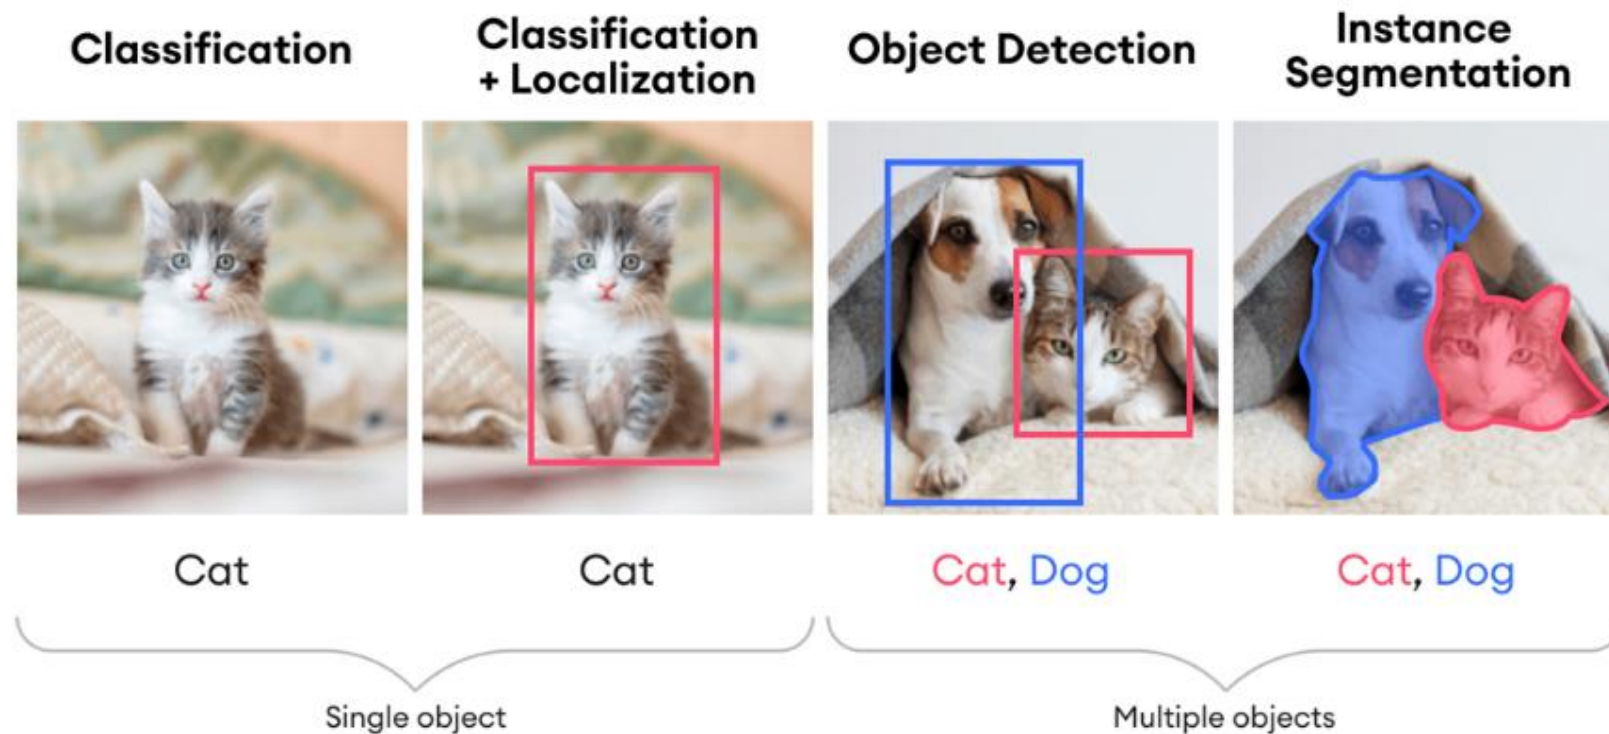 Classification
Classification
+ Localization
Object Detection
Instance
Segmentation
Cat
Cat
Cat, Dog
Cat, Dog
Single object
Multiple objects